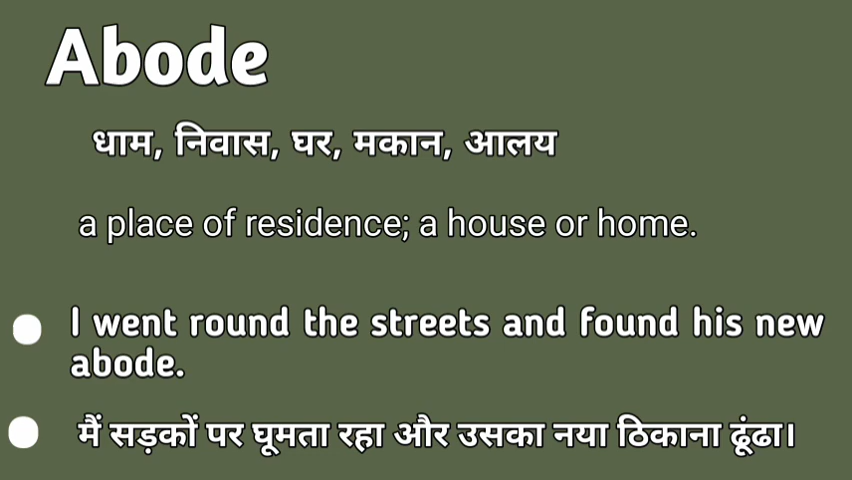 Abode
धाम, निवास, घर, मकान, आलय
a place of residence; a house or home.
I went round the streets and found his new
abode.
मैं सड़कों पर घूमता रहा और उसका नया ठिकाना ढूंढा।